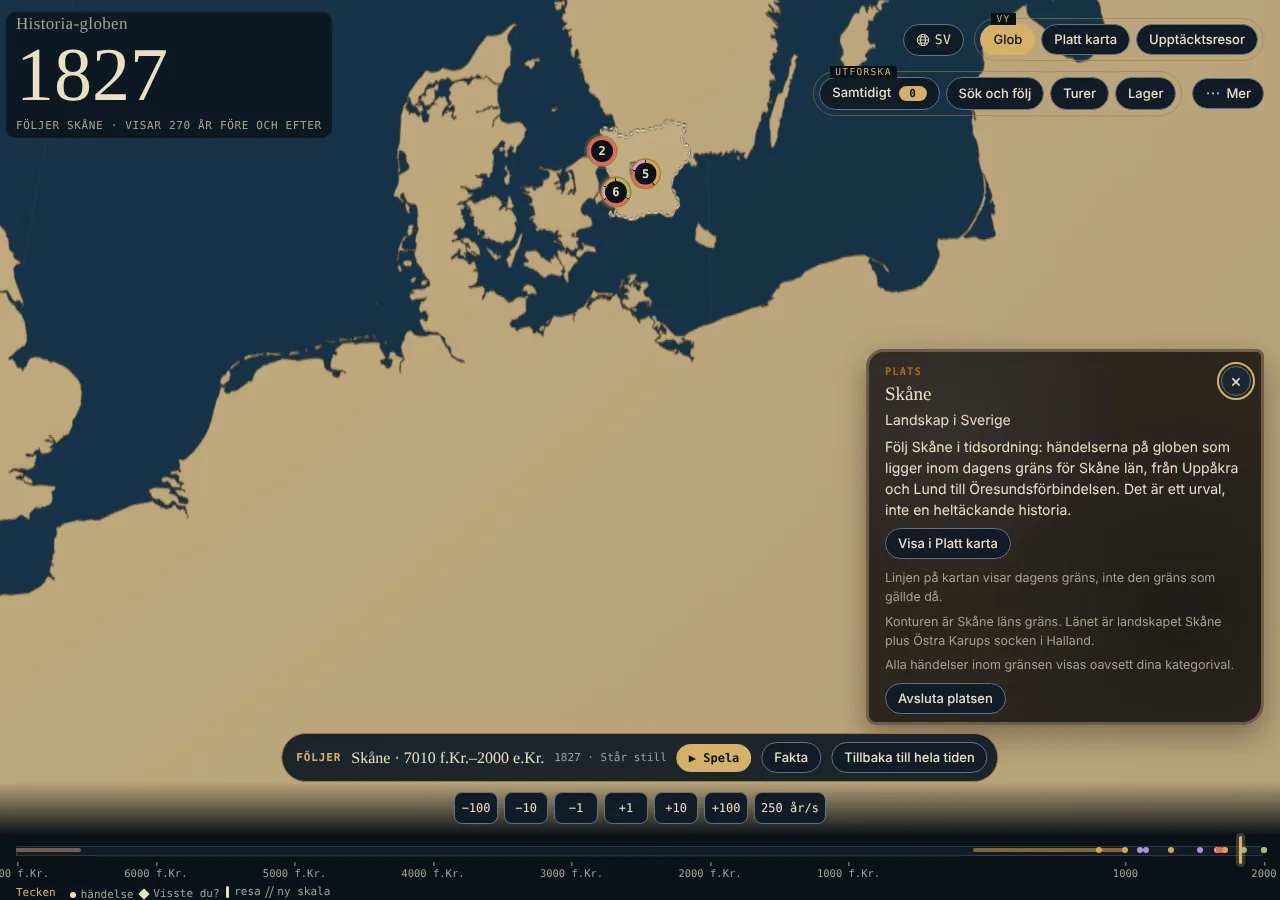 Historia-globen
1827
FÖLJER SKÅNE · VISAR 270 ÅR FÖRE OCH EFTER
SV
VY
Glob
Platt karta
Upptäcktsresor
UTFORSKA
Samtidigt 0
Sök och följ
Turer
Lager
··· Mer
2
5
6
PLATS
Skåne
×
Landskap i Sverige
Följ Skåne i tidsordning: händelserna på globen som
ligger inom dagens gräns för Skåne län, från Uppåkra
och Lund till Öresundsförbindelsen. Det är ett urval,
inte en heltäckande historia.
Visa i Platt karta
Linjen på kartan visar dagens gräns, inte den gräns som
gällde då.
Konturen är Skåne läns gräns. Länet är landskapet Skåne
plus Östra Karups socken i Halland.
Alla händelser inom gränsen visas oavsett dina kategorival.
Avsluta platsen
FÖLJER Skåne · 7010 f.Kr.–2000 e.Kr. 1827 · Står still ▶ Spela Fakta Tillbaka till hela tiden
−100 −10 −1 +1 +10 +100 250 år/s
00 f.Kr. 6000 f.Kr. 5000 f.Kr. 4000 f.Kr. 3000 f.Kr. 2000 f.Kr. 1000 f.Kr. 1000 2000
Tecken händelse Visste du? resa // ny skala